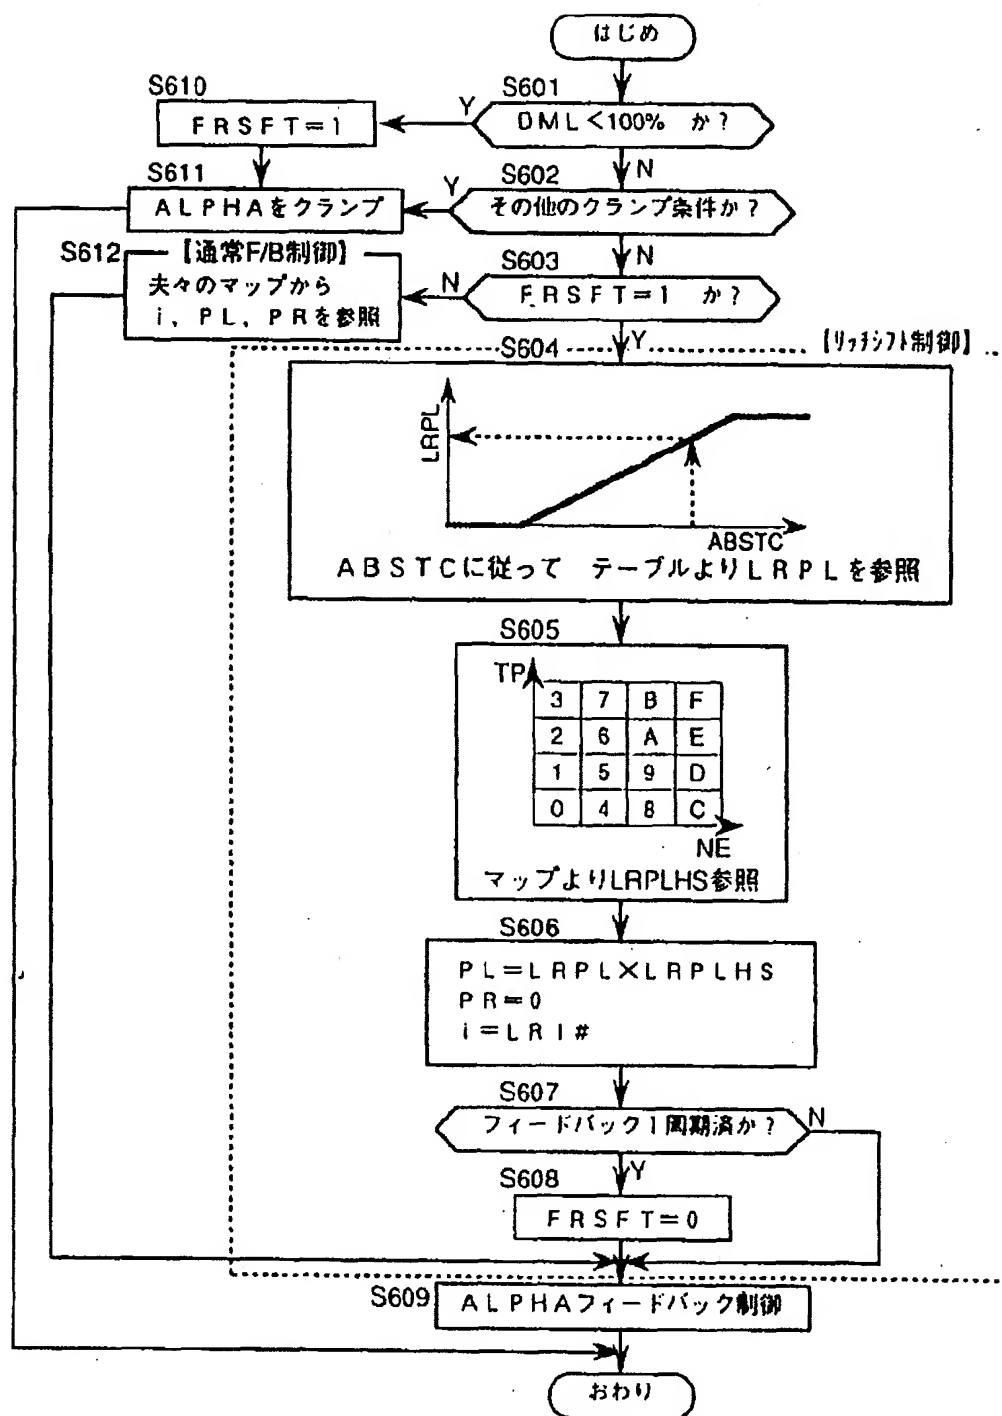 はじめ
S601
DML<100% か?
Y
S610
FRSFT=1
N
S602
その他のクランプ条件か?
Y
S611
ALPHAをクランプ
N
S603
FRSFT=1 か?
N
S612
【通常F/B制御】
夫々のマップから
i、PL、PRを参照
Y
【リッチシフト制御】
S604
LRPL
ABSTC
ABSTCに従って テーブルよりLRPLを参照
S605
TP
3 7 B F
2 6 A E
1 5 9 D
0 4 8 C
NE
マップよりLRPLHS参照
S606
PL=LRPL×LRPLHS
PR=0
i=LRI#
S607
フィードバック1周期済か?
N
Y
S608
FRSFT=0
S609
ALPHAフィードバック制御
おわり